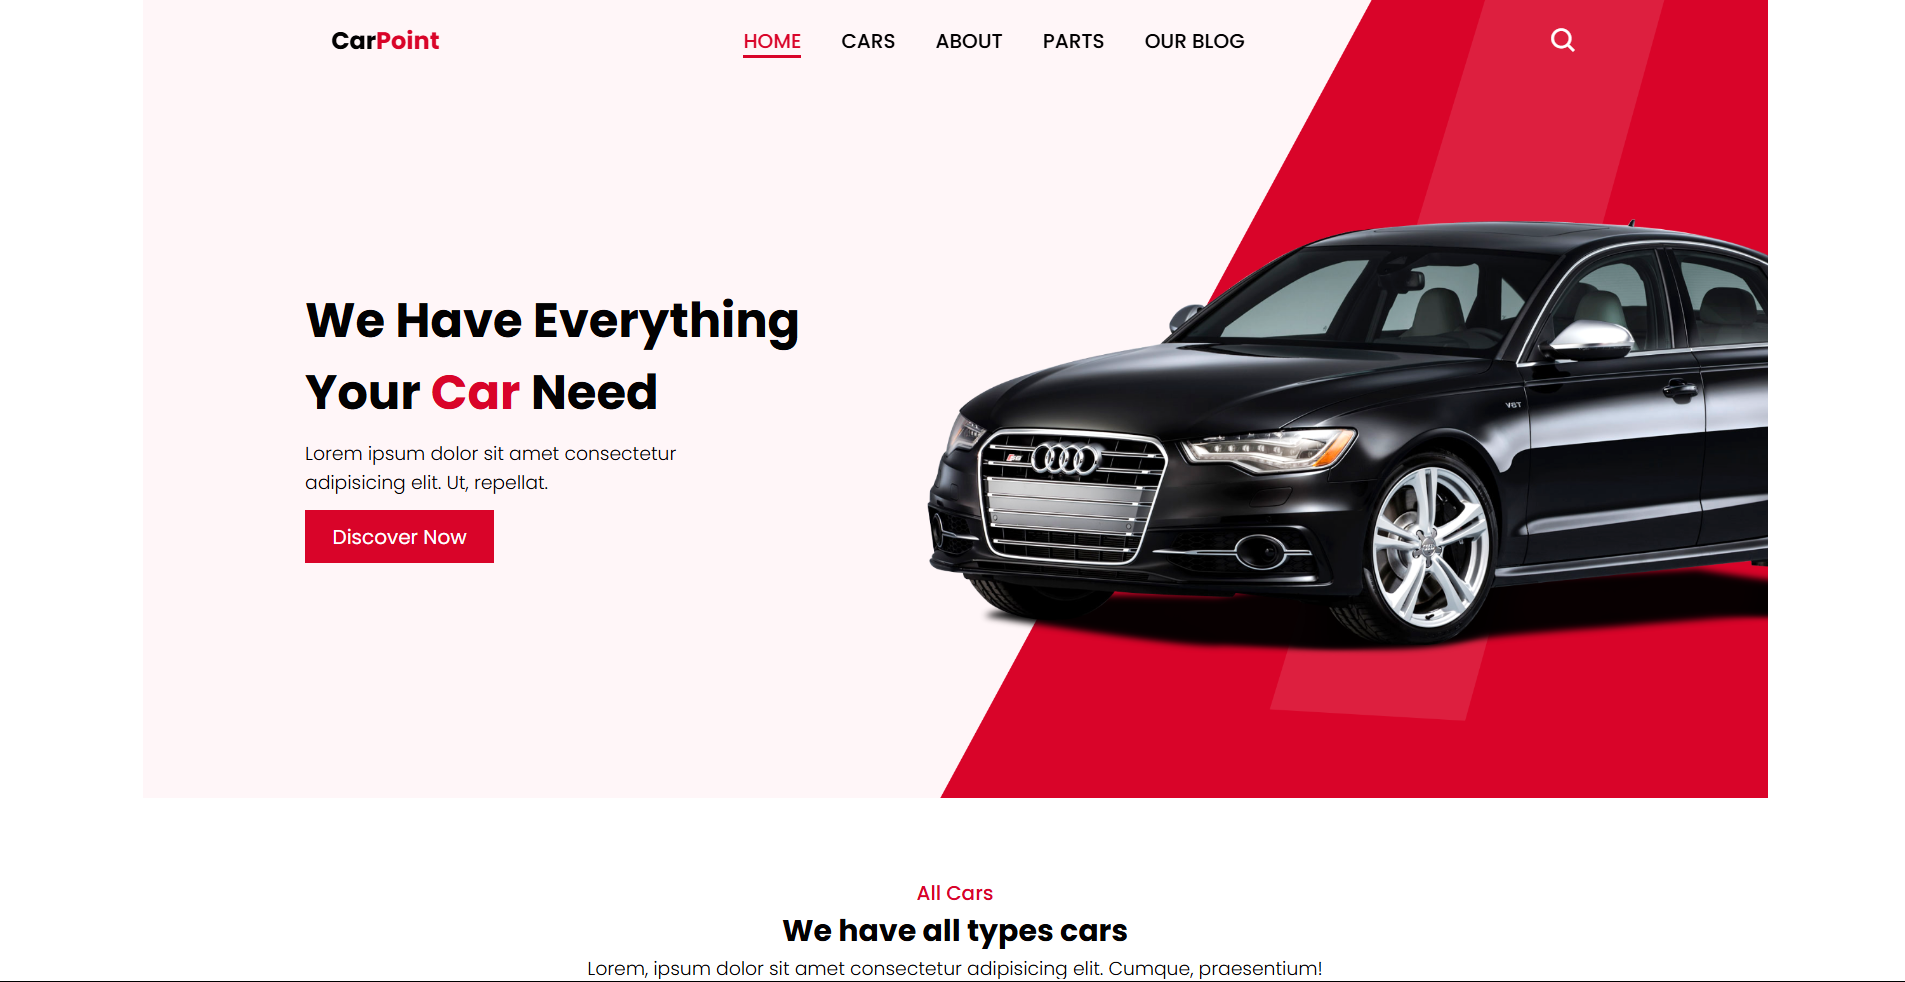 CarPoint
HOME CARS ABOUT PARTS OUR BLOG
We Have Everything
Your Car Need
Lorem ipsum dolor sit amet consectetur
adipisicing elit. Ut, repellat.
Discover Now
V8T
All Cars
We have all types cars
Lorem, ipsum dolor sit amet consectetur adipisicing elit. Cumque, praesentium!